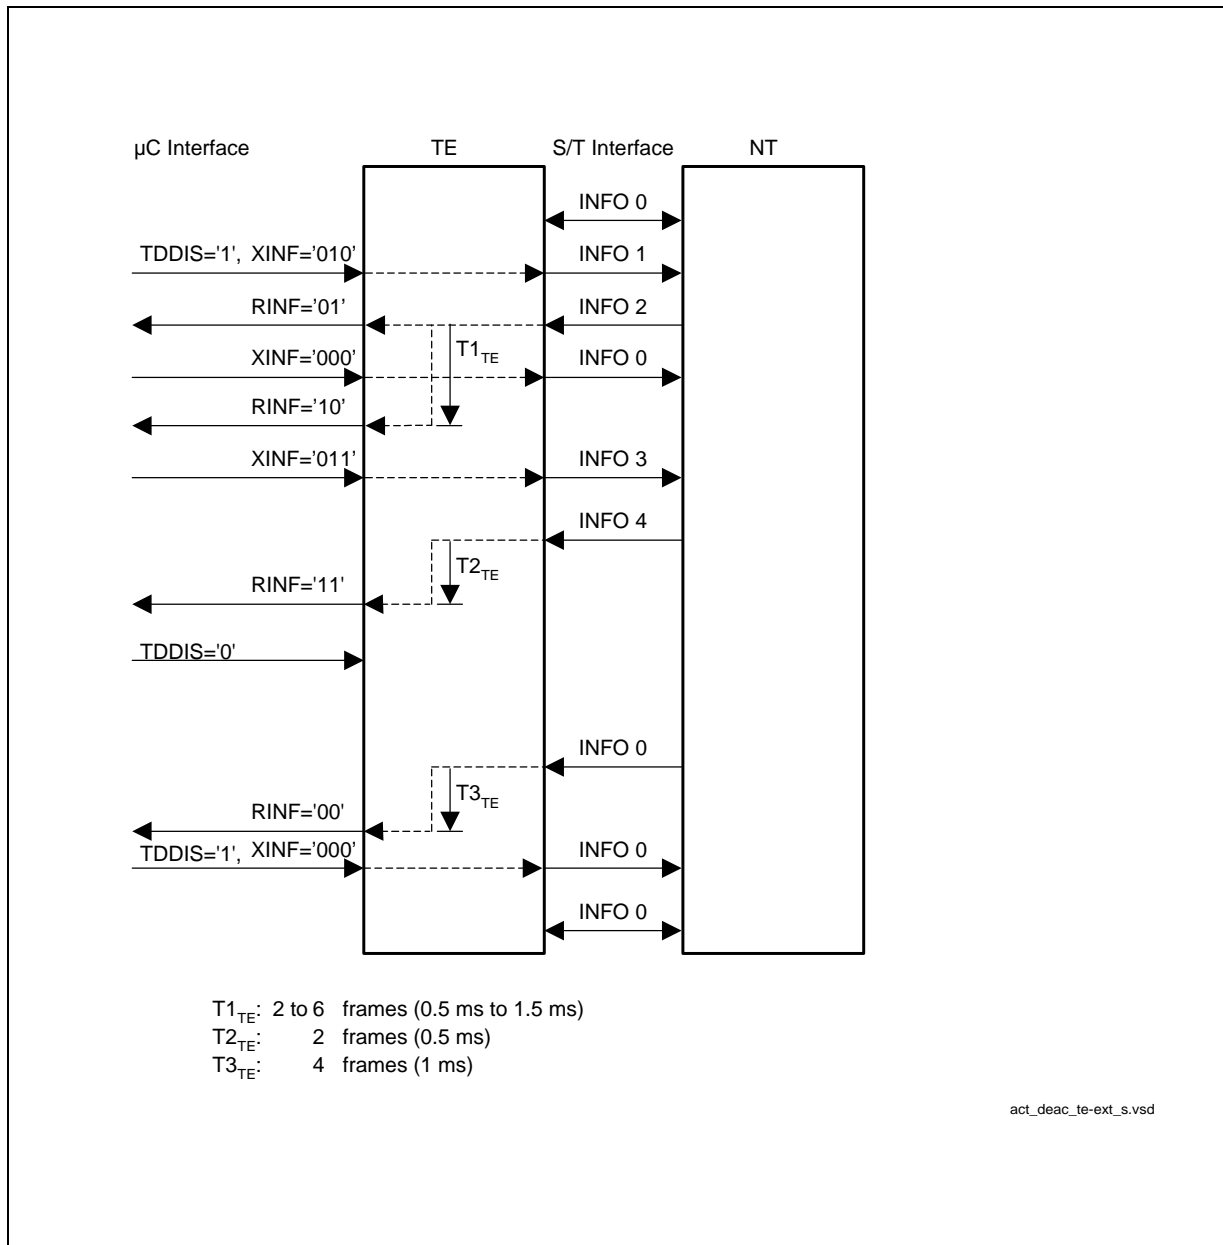 µC Interface TE S/T Interface NT
INFO 0
TDDIS='1', XINF='010' INFO 1
RINF='01' INFO 2
T1TE
XINF='000' INFO 0
RINF='10'
XINF='011' INFO 3
INFO 4
T2TE
RINF='11'
TDDIS='0'
INFO 0
T3TE
RINF='00'
TDDIS='1', XINF='000' INFO 0
INFO 0
T1TE: 2 to 6 frames (0.5 ms to 1.5 ms)
T2TE: 2 frames (0.5 ms)
T3TE: 4 frames (1 ms)
act_deac_te-ext_s.vsd